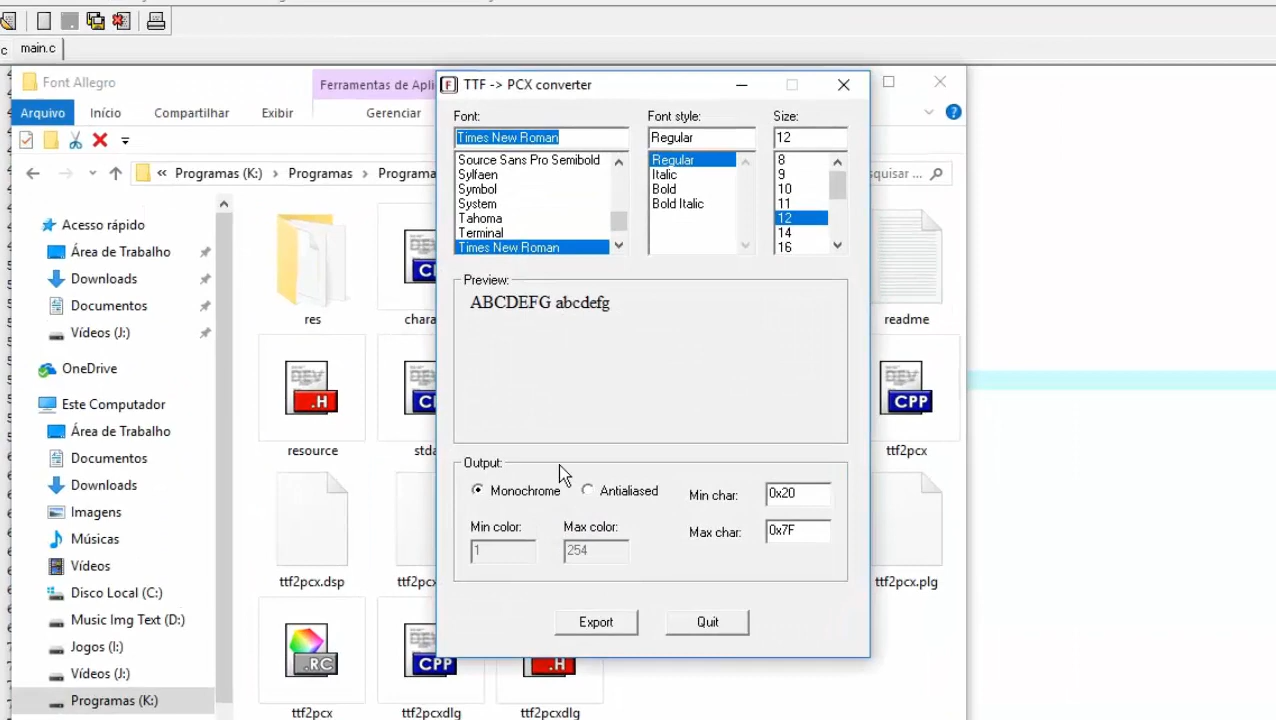 c main.c
Font Allegro
Ferramentas de Apli
TTF -> PCX converter
Arquivo
Início
Compartilhar
Exibir
Gerenciar
« Programas (K:) > Programas > Programa
squisar ...
Acesso rápido
Área de Trabalho
Downloads
Documentos
Vídeos (J:)
OneDrive
Este Computador
Área de Trabalho
Documentos
Downloads
Imagens
Músicas
Vídeos
Disco Local (C:)
Music Img Text (D:)
Jogos (I:)
Vídeos (J:)
Programas (K:)
res
chara
readme
.H
CPP
resource
stda
ttf2pcx
ttf2pcx.dsp
ttf2pc
ttf2pcx.plg
.RC
CPP
.H
ttf2pcx
ttf2pcxdlg
ttf2pcxdlg
Font:
Times New Roman
Source Sans Pro Semibold
Sylfaen
Symbol
System
Tahoma
Terminal
Times New Roman
Font style:
Regular
Regular
Italic
Bold
Bold Italic
Size:
12
8
9
10
11
12
14
16
Preview:
ABCDEFG abcdefg
Output:
Monochrome
Antialiased
Min char:
0x20
Min color:
Max color:
Max char:
0x7F
1
254
Export
Quit